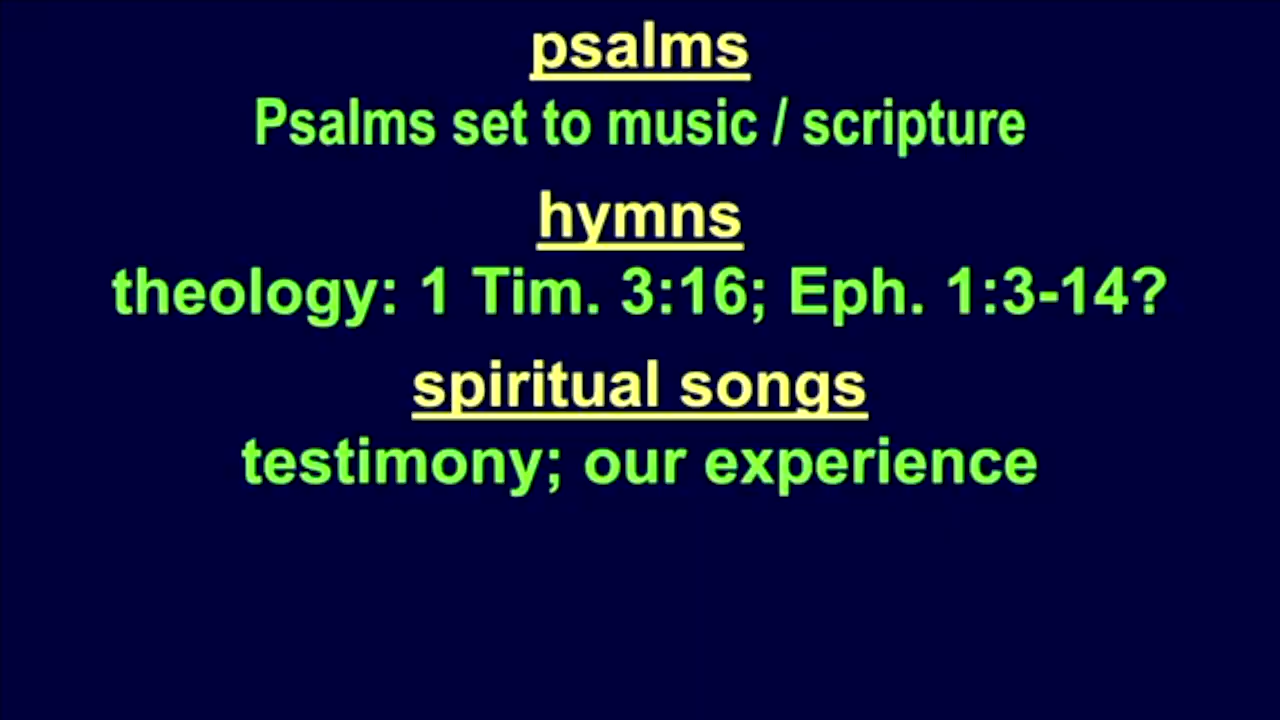 psalms
Psalms set to music / scripture
hymns
theology: 1 Tim. 3:16; Eph. 1:3-14?
spiritual songs
testimony; our experience